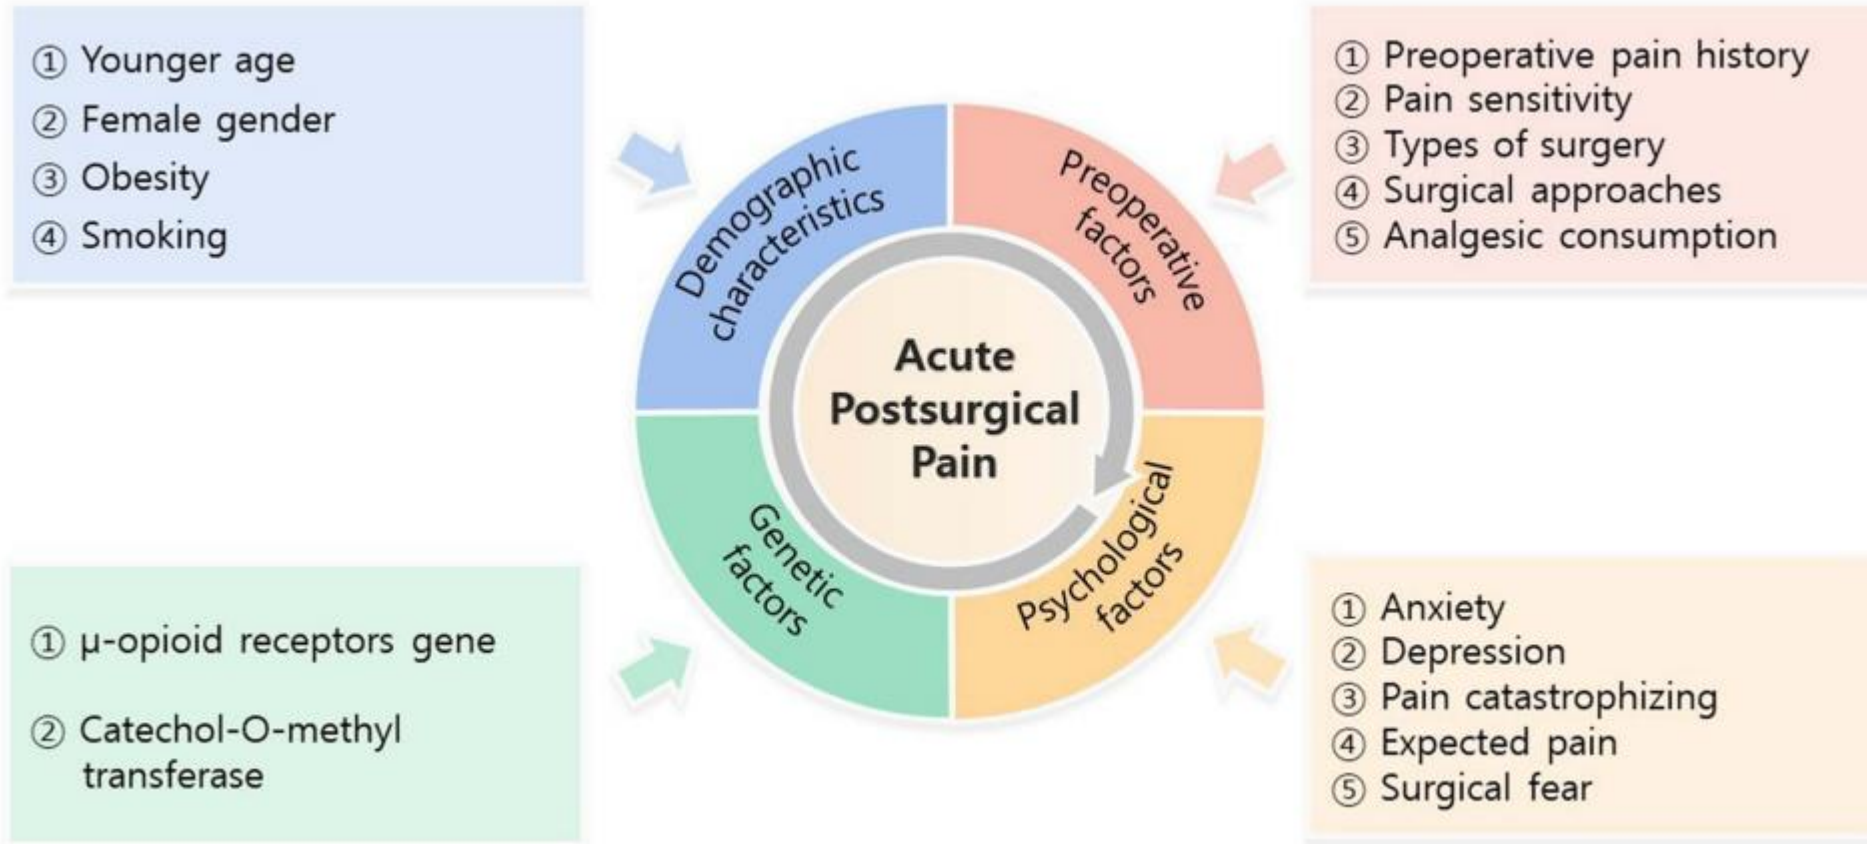 ① Younger age
② Female gender
③ Obesity
④ Smoking
① Preoperative pain history
② Pain sensitivity
③ Types of surgery
④ Surgical approaches
⑤ Analgesic consumption
Demographic
characteristics
Preoperative
factors
Acute
Postsurgical
Pain
Genetic
factors
Psychological
factors
① μ-opioid receptors gene
② Catechol-O-methyl
transferase
① Anxiety
② Depression
③ Pain catastrophizing
④ Expected pain
⑤ Surgical fear